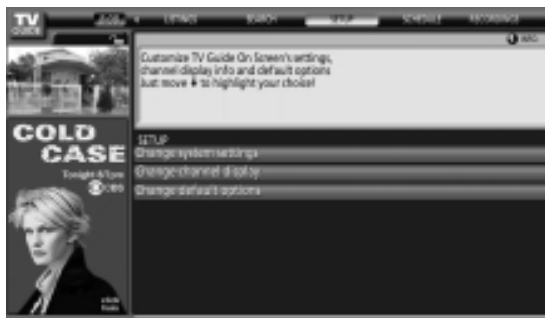 TV
GUIDE
LISTINGS SEARCH SETUP SCHEDULE RECORDINGS
INFO
Customize TV Guide On Screen's settings,
channel display info and default options
Just move to highlight your choice!
COLD
CASE
Tonight
CBS
SETUP
Change system settings
Change channel display
Change default options